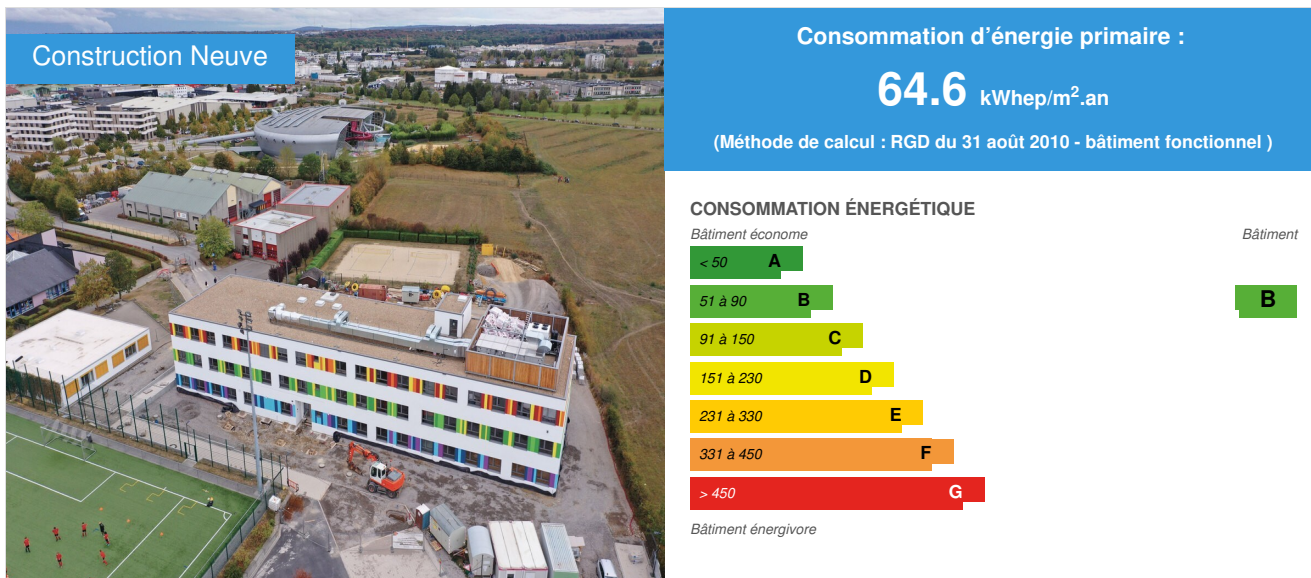 Construction Neuve
Consommation d'énergie primaire :
64.6 kWhep/m².an
(Méthode de calcul : RGD du 31 août 2010 - bâtiment fonctionnel )
CONSOMMATION ÉNERGÉTIQUE
Bâtiment économe
Bâtiment
< 50 A
51 à 90 B
B
91 à 150 C
151 à 230 D
231 à 330 E
331 à 450 F
> 450 G
Bâtiment énergivore